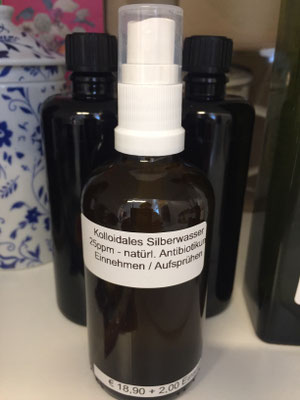 Kolloidales Silberwasser
25ppm - natürl. Antibiotikum
Einnehmen / Aufsprühen
€ 18,90 + 2,00